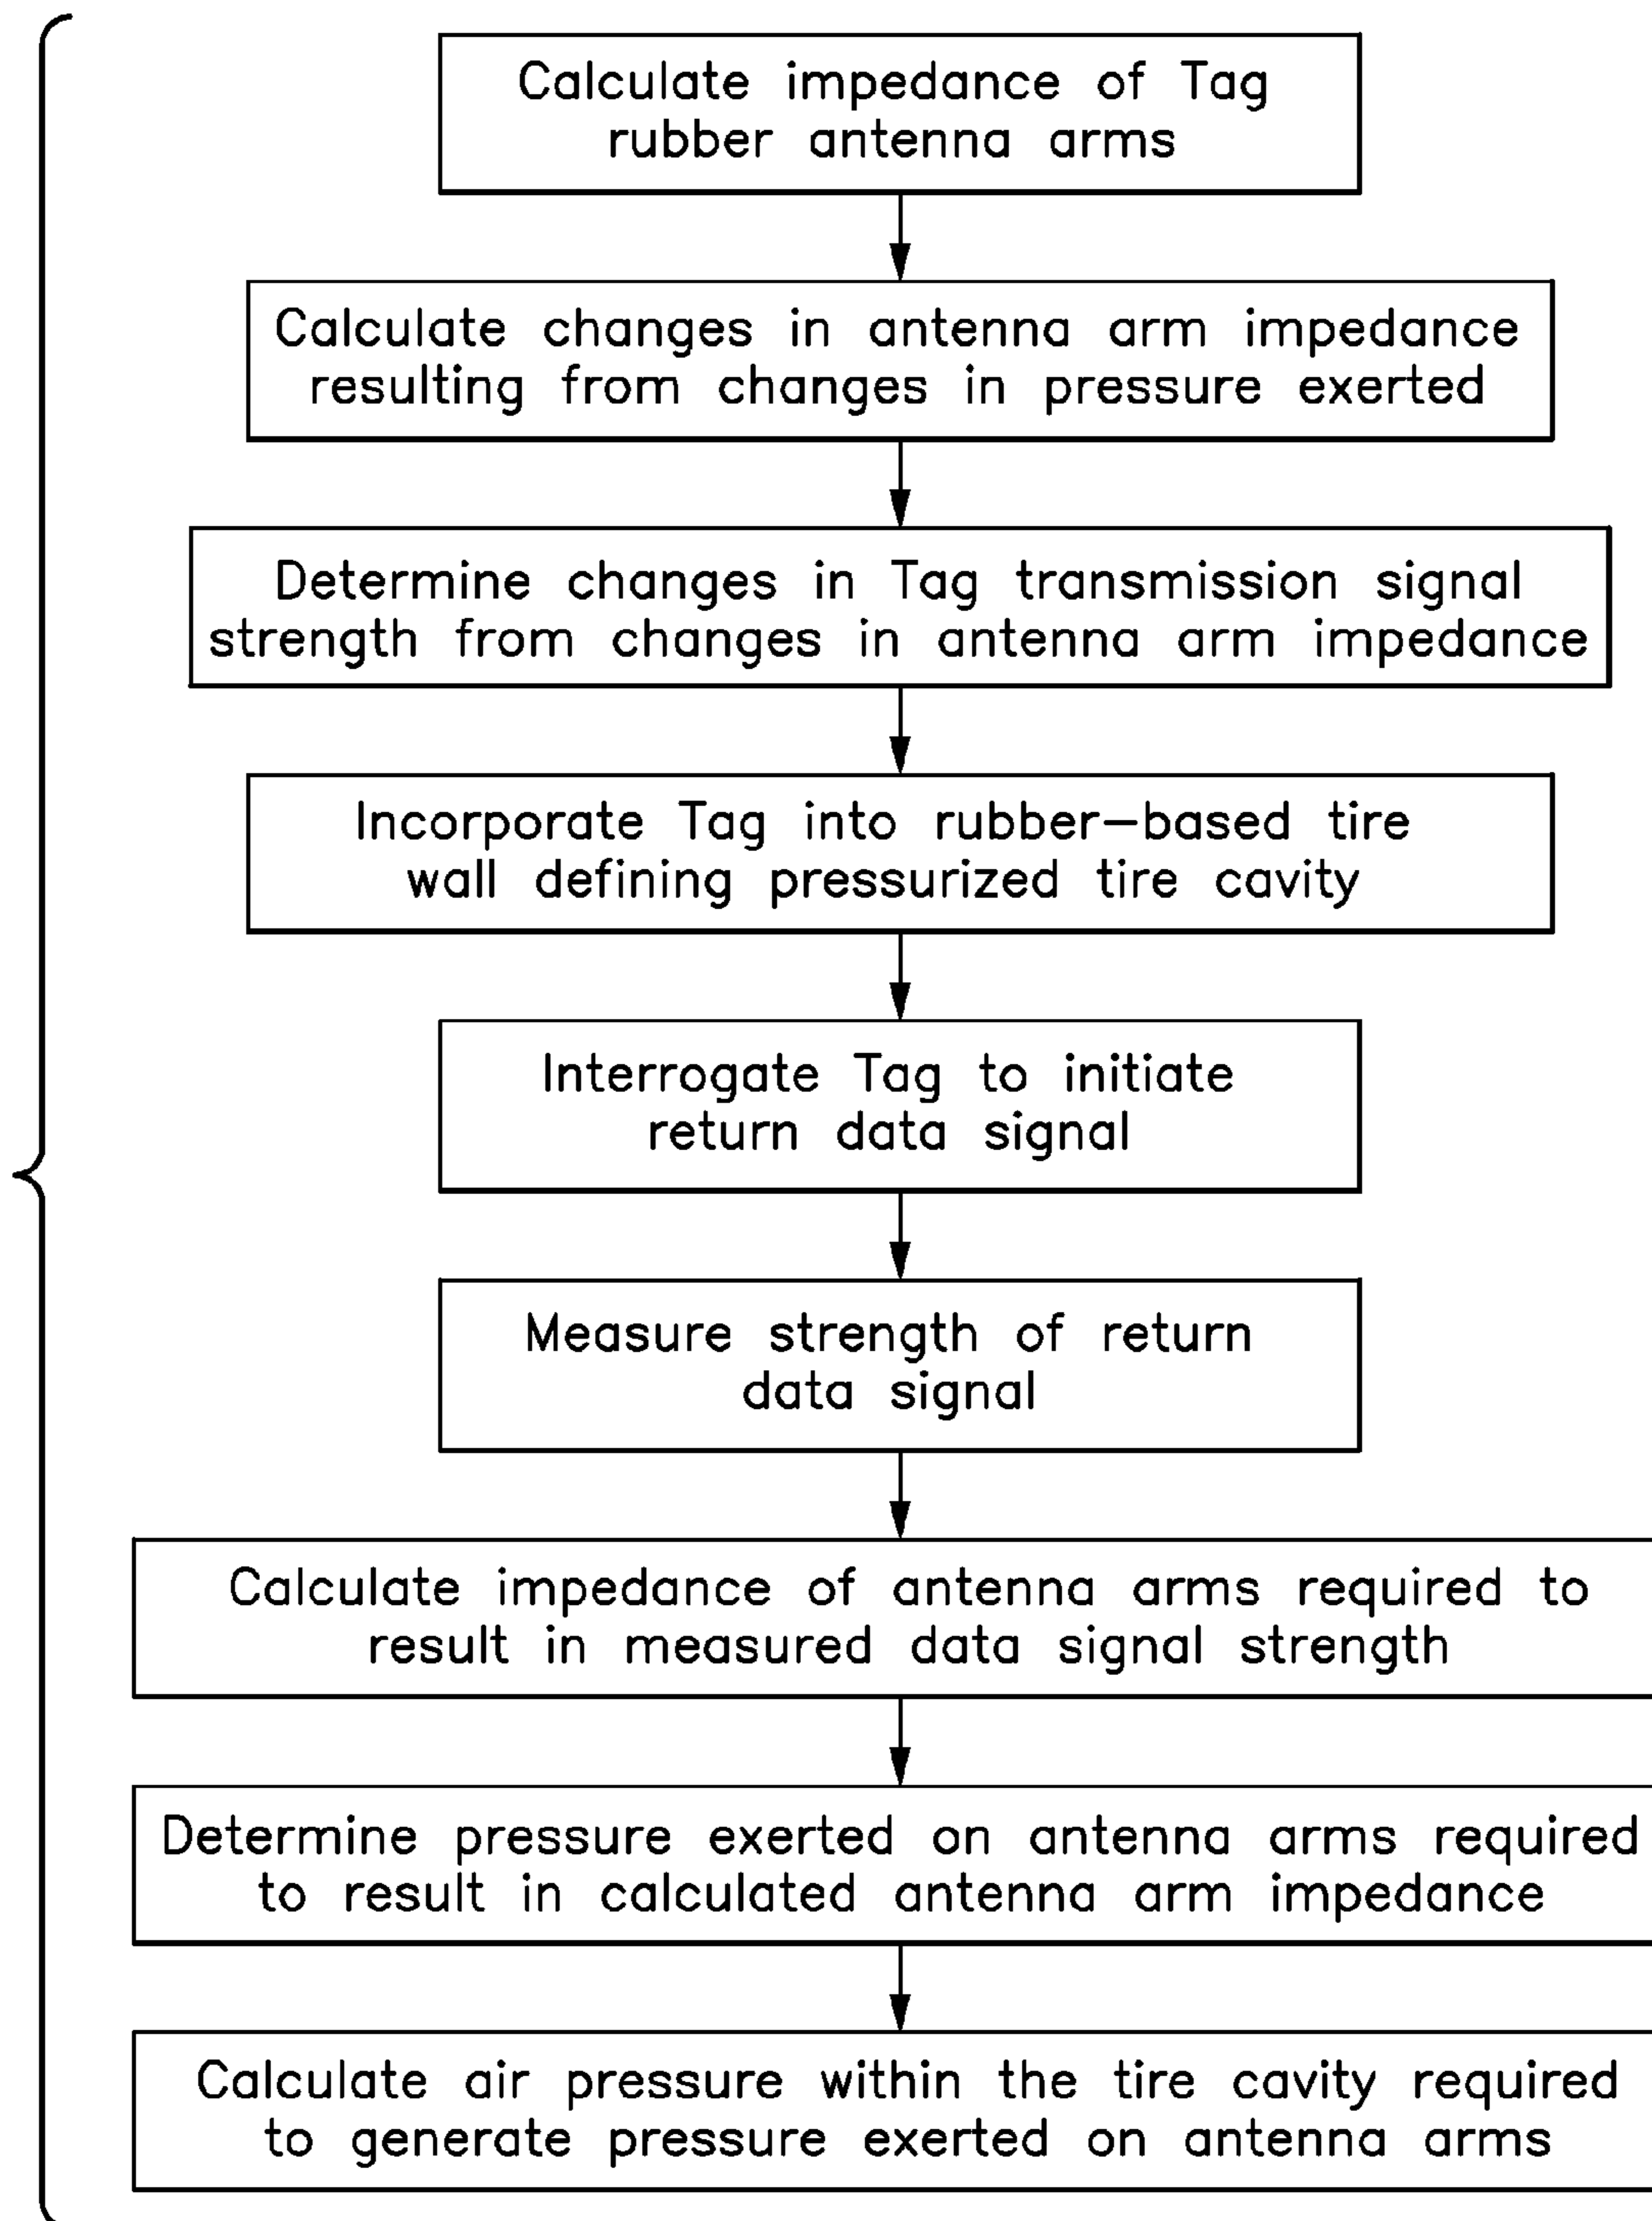 Calculate impedance of Tag
rubber antenna arms
Calculate changes in antenna arm impedance
resulting from changes in pressure exerted
Determine changes in Tag transmission signal
strength from changes in antenna arm impedance
Incorporate Tag into rubber-based tire
wall defining pressurized tire cavity
Interrogate Tag to initiate
return data signal
Measure strength of return
data signal
Calculate impedance of antenna arms required to
result in measured data signal strength
Determine pressure exerted on antenna arms required
to result in calculated antenna arm impedance
Calculate air pressure within the tire cavity required
to generate pressure exerted on antenna arms